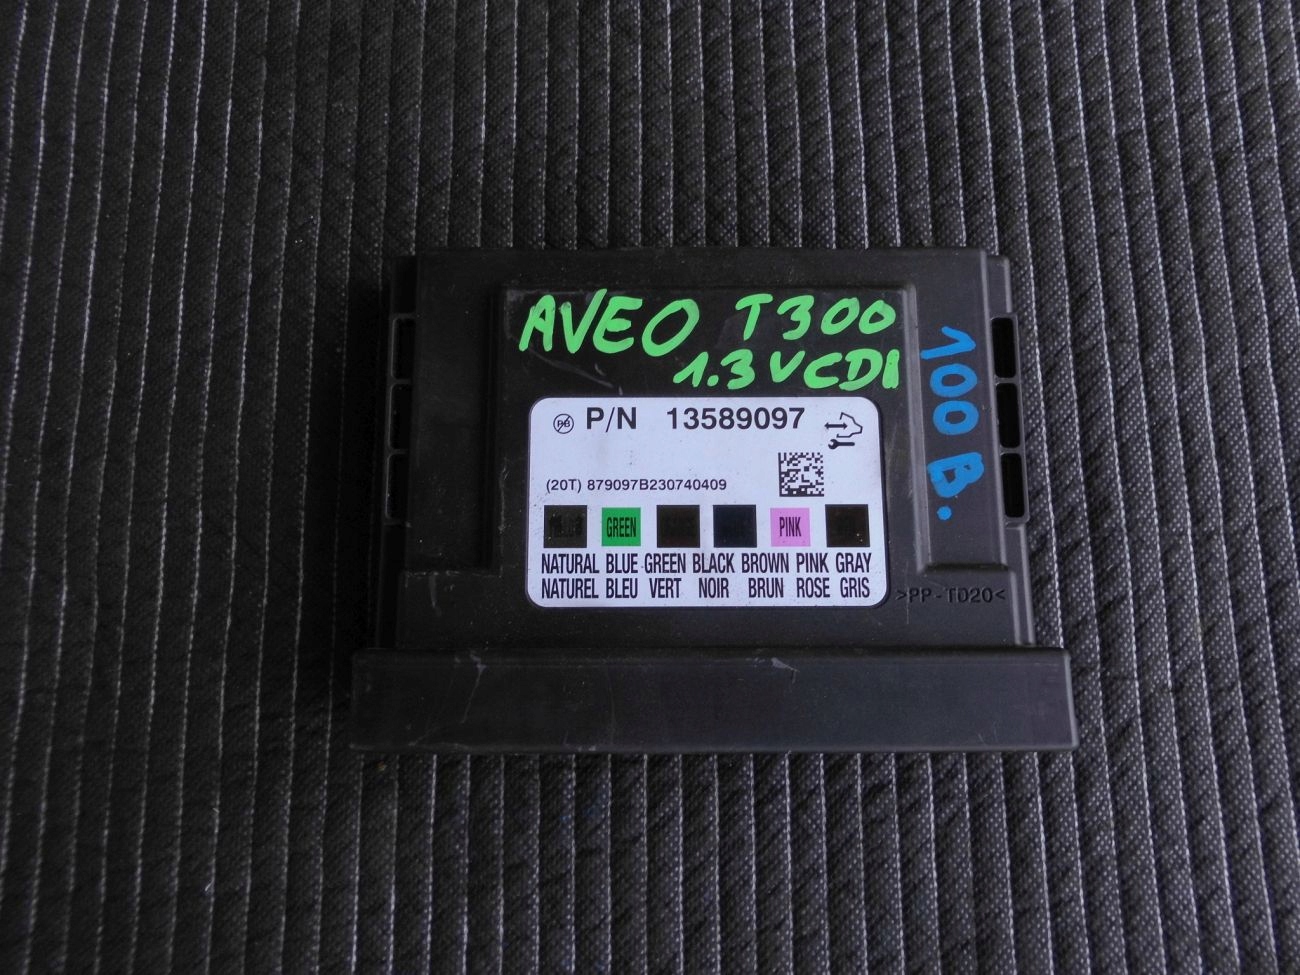 AVEO T300
1.3 VCDI
100 B.
PB P/N 13589097
(20T) 879097B230740409
GREEN PINK
NATURAL BLUE GREEN BLACK BROWN PINK GRAY
NATUREL BLEU VERT NOIR BRUN ROSE GRIS
>PP-TD20<